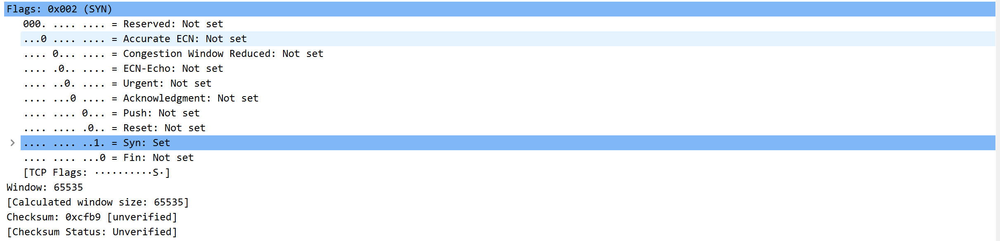 Flags: 0x002 (SYN)
000. .... .... = Reserved: Not set
...0 .... .... = Accurate ECN: Not set
.... 0... .... = Congestion Window Reduced: Not set
.... .0.. .... = ECN-Echo: Not set
.... ..0. .... = Urgent: Not set
.... ...0 .... = Acknowledgment: Not set
.... .... 0... = Push: Not set
.... .... .0.. = Reset: Not set
.... .... ..1. = Syn: Set
.... .... ...0 = Fin: Not set
[TCP Flags: ··········S·]
Window: 65535
[Calculated window size: 65535]
Checksum: 0xcfb9 [unverified]
[Checksum Status: Unverified]